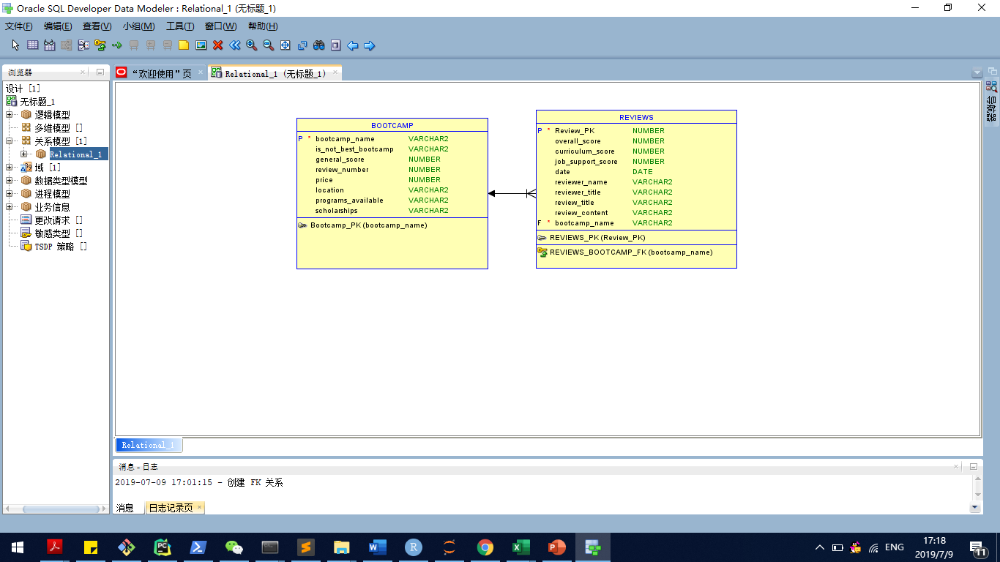 Oracle SQL Developer Data Modeler : Relational_1 (无标题_1)
文件(F) 编辑(E) 查看(V) 小组(M) 工具(T) 窗口(W) 帮助(H)
浏览器
“欢迎使用”页
Relational_1 (无标题_1)
设计 [1]
无标题_1
逻辑模型
多维模型 []
关系模型 [1]
Relational_1
域 [1]
数据类型模型
进程模型
业务信息
更改请求 []
敏感类型 []
TSDP 策略 []
BOOTCAMP
P * bootcamp_name VARCHAR2
is_not_best_bootcamp VARCHAR2
general_score NUMBER
review_number NUMBER
price NUMBER
location VARCHAR2
programs_available VARCHAR2
scholarships VARCHAR2
Bootcamp_PK (bootcamp_name)
REVIEWS
P * Review_PK NUMBER
overall_score NUMBER
curriculum_score NUMBER
job_support_score NUMBER
date DATE
reviewer_name VARCHAR2
reviewer_title VARCHAR2
review_title VARCHAR2
review_content VARCHAR2
F * bootcamp_name VARCHAR2
REVIEWS_PK (Review_PK)
REVIEWS_BOOTCAMP_FK (bootcamp_name)
导航器
Relational_1
消息 - 日志
2019-07-09 17:01:15 - 创建 FK 关系
消息 日志记录页
ENG
17:18
2019/7/9
11